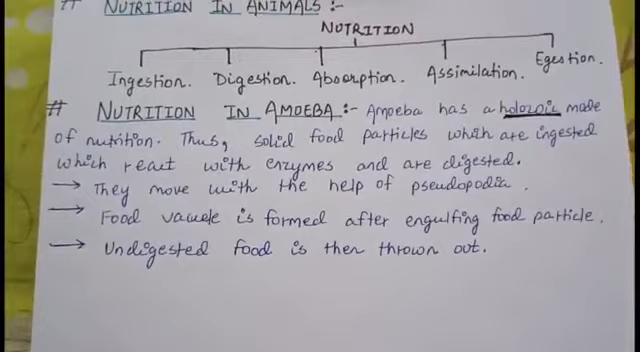 # NUTRITION IN ANIMALS :-
NUTRITION
Ingestion. Digestion. Absorption. Assimilation. Egestion.
# NUTRITION IN AMOEBA :- Amoeba has a holozoic mode
of nutrition. Thus, solid food particles which are ingested
which react with enzymes and are digested.
→ They move with the help of pseudopodia.
→ Food vacuole is formed after engulfing food particle.
→ Undigested food is then thrown out.